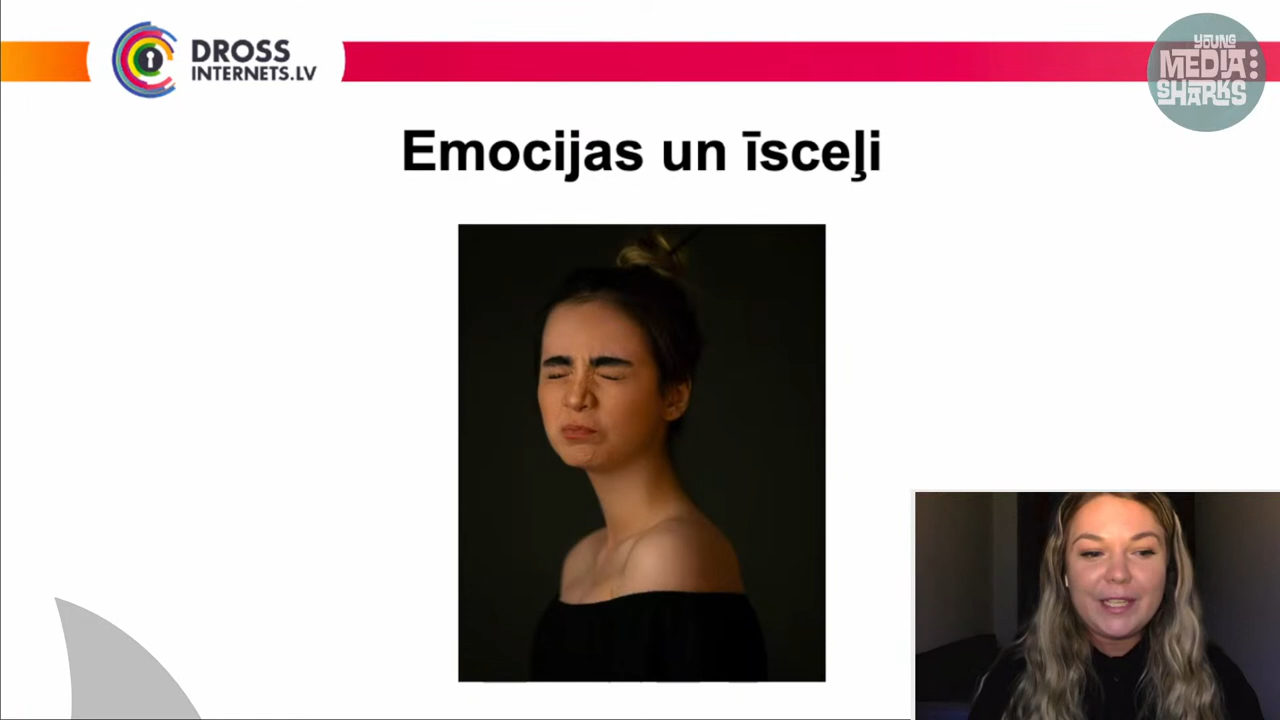 DROSS
INTERNETS.LV
YOUNG
MEDIA:
SHARKS
Emocijas un īsceļi